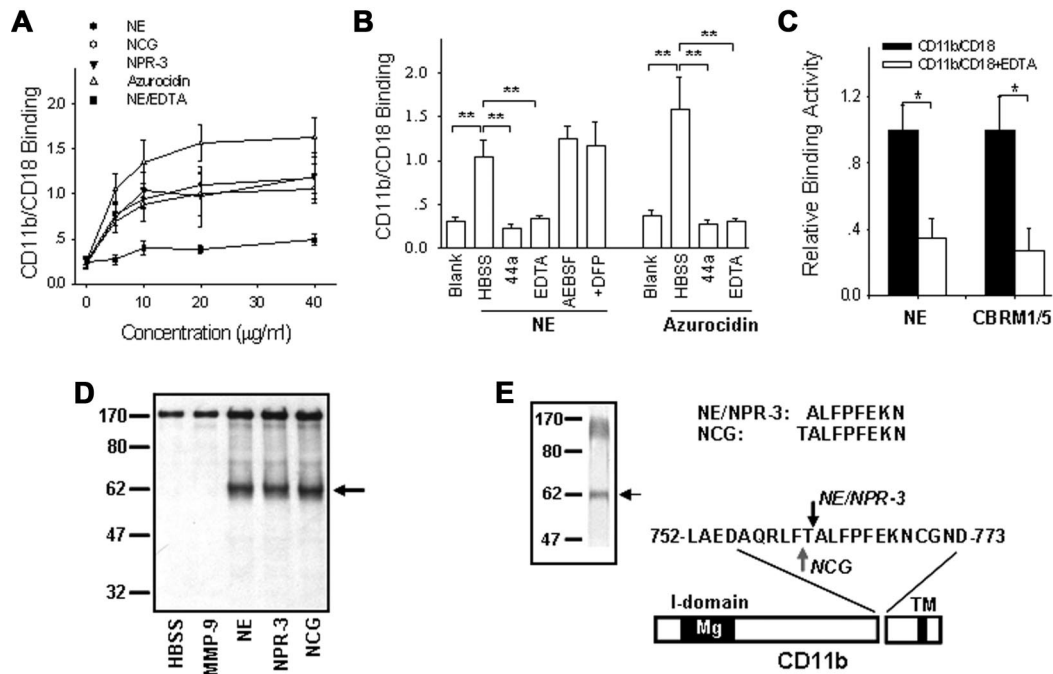 A
NE
NCG
NPR-3
Azurocidin
NE/EDTA
CD11b/CD18 Binding
2.0
1.5
1.0
.5
0.0
0 10 20 30 40
Concentration (µg/ml)
B
CD11b/CD18 Binding
2.0
1.5
1.0
.5
0.0
** ** **
** ** **
Blank HBSS 44a EDTA AEBSF +DFP
Blank HBSS 44a EDTA
NE
Azurocidin
C
CD11b/CD18
CD11b/CD18+EDTA
Relative Binding Activity
1.2
.8
.4
0
* *
NE CBRM1/5
D
170
80
62
47
32
HBSS MMP-9 NE NPR-3 NCG
E
170
80
62
47
NE/NPR-3: ALFPFEKN
NCG: TALFPFEKN
NE/NPR-3
752-LAEDAQRLFTALFPFEKNCGND-773
NCG
I-domain
TM
Mg
CD11b